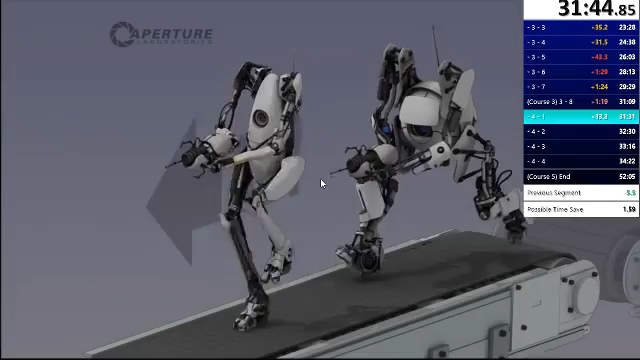 APERTURE
LABORATORIES
31:44.85
- 3 - 3 +35.2 23:28
- 3 - 4 +31.5 24:38
- 3 - 5 +43.3 26:03
- 3 - 6 +1:29 28:13
- 3 - 7 +1:24 29:29
(Course 3) 3 - 8 +1:19 31:09
- 4 - 1 +13.3 31:31
- 4 - 2 32:30
- 4 - 3 33:16
- 4 - 4 34:22
(Course 5) End 52:05
Previous Segment -5.5
Possible Time Save 1.59